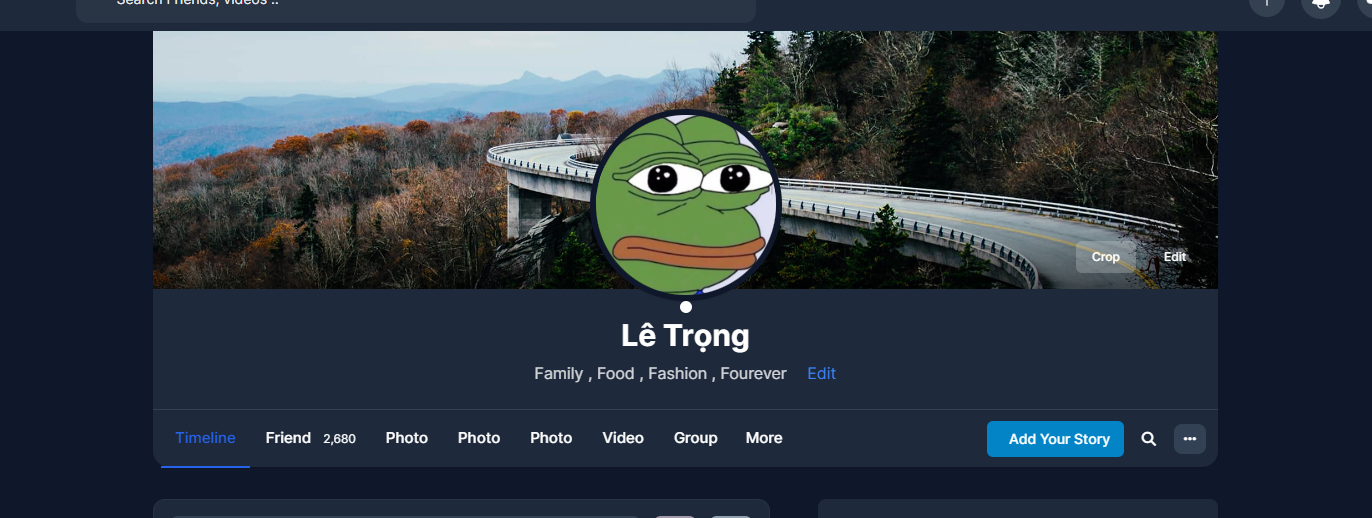 Search Friends, videos ..
Crop
Edit
Lê Trọng
Family , Food , Fashion , Fourever Edit
Timeline Friend 2,680 Photo Photo Photo Video Group More Add Your Story